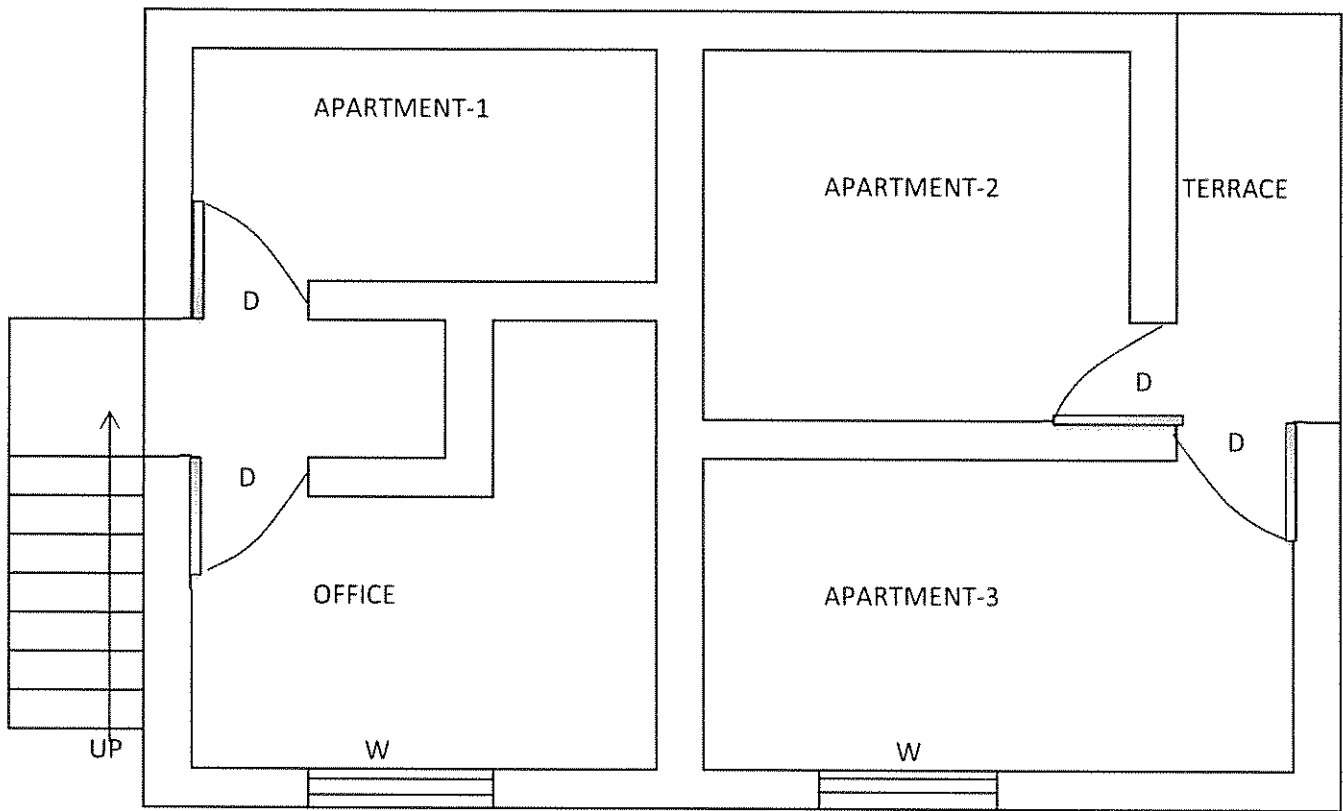 APARTMENT-1
APARTMENT-2
TERRACE
D
D
D
D
OFFICE
APARTMENT-3
UP
W
W